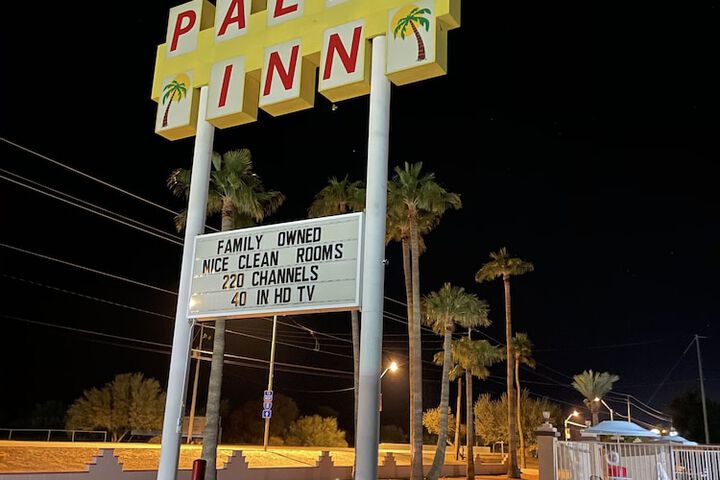 PAL
INN
FAMILY OWNED
NICE CLEAN ROOMS
220 CHANNELS
40 IN HD TV